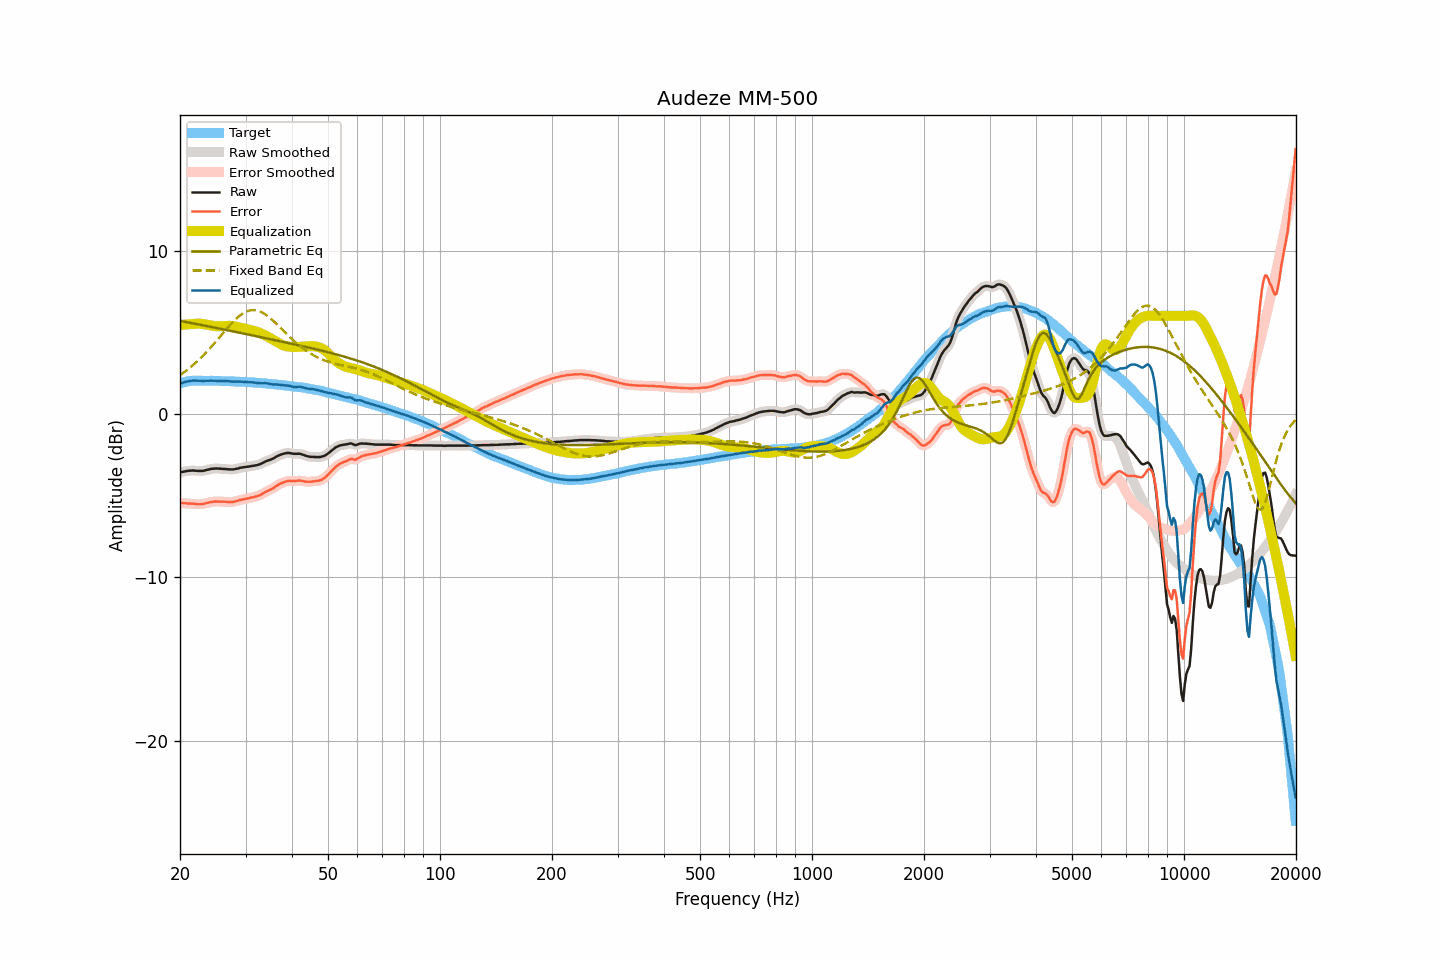 Audeze MM-500
Target
Raw Smoothed
Error Smoothed
Raw
Error
Equalization
Parametric Eq
Fixed Band Eq
Equalized
10
0
−10
−20
Amplitude (dBr)
20 50 100 200 500 1000 2000 5000 10000 20000
Frequency (Hz)